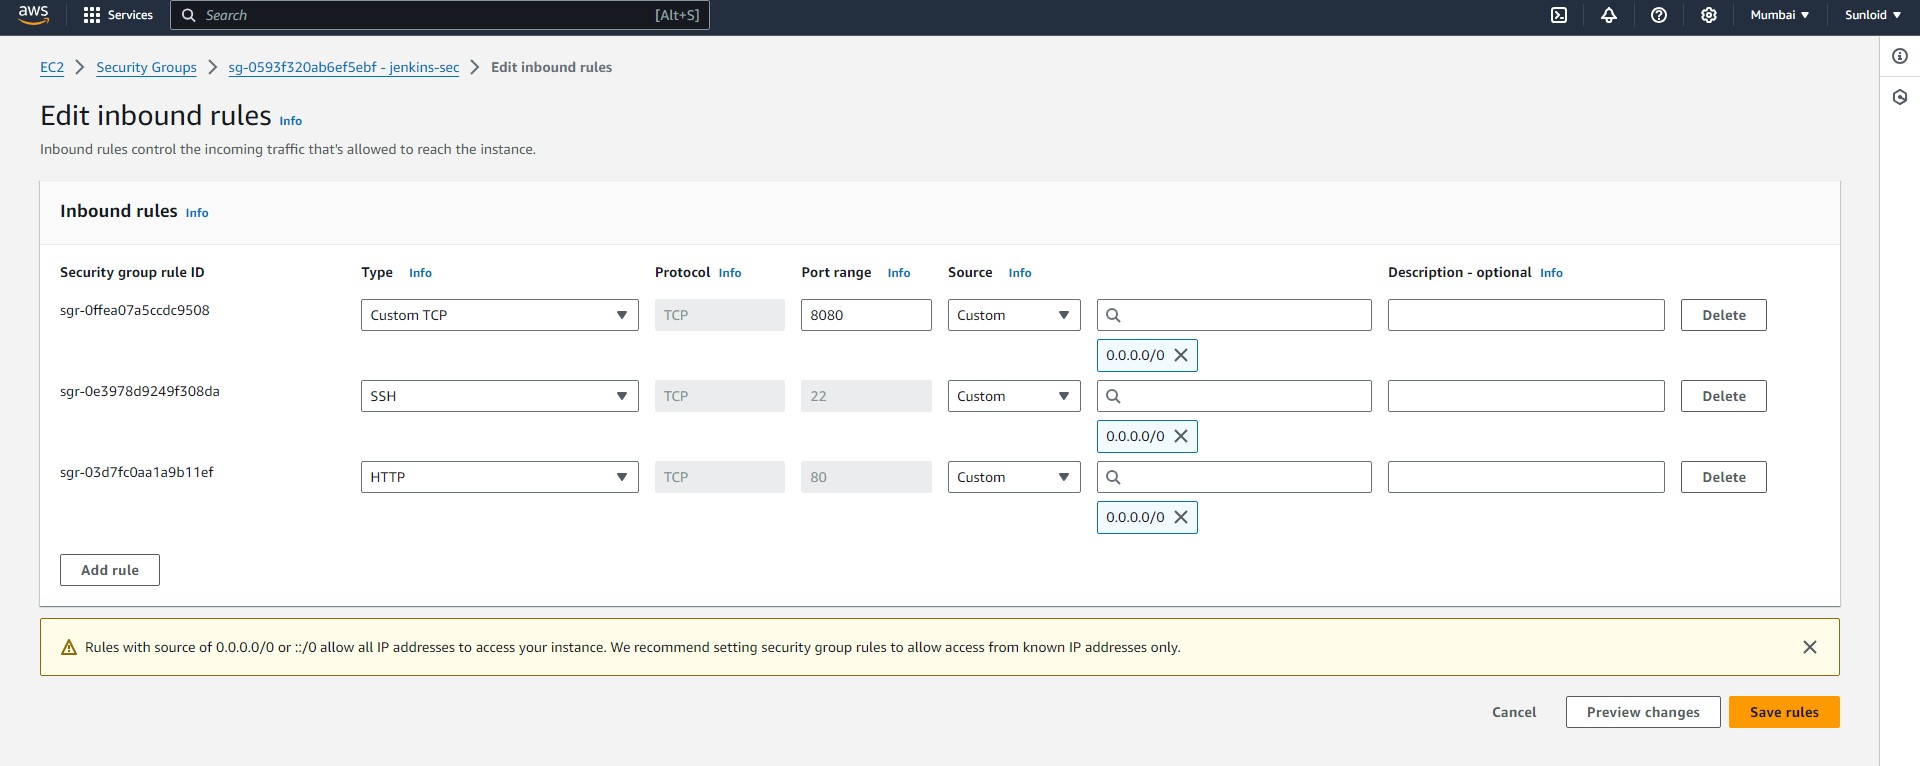 aws Services Search [Alt+S] Mumbai Sunloid
EC2 Security Groups sg-0593f320ab6ef5ebf - jenkins-sec Edit inbound rules
Edit inbound rules Info
Inbound rules control the incoming traffic that's allowed to reach the instance.
Inbound rules Info
Security group rule ID Type Info Protocol Info Port range Info Source Info Description - optional Info
sgr-0ffea07a5ccdc9508 Custom TCP TCP 8080 Custom Delete
0.0.0.0/0
sgr-0e3978d9249f308da SSH TCP 22 Custom Delete
0.0.0.0/0
sgr-03d7fc0aa1a9b11ef HTTP TCP 80 Custom Delete
0.0.0.0/0
Add rule
Rules with source of 0.0.0.0/0 or ::/0 allow all IP addresses to access your instance. We recommend setting security group rules to allow access from known IP addresses only.
Cancel Preview changes Save rules